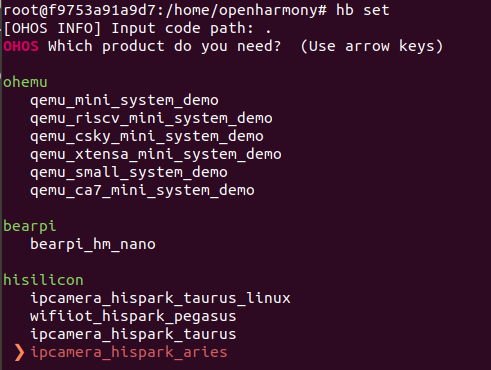 root@f9753a91a9d7:/home/openharmony# hb set
[OHOS INFO] Input code path: .
OHOS Which product do you need?  (Use arrow keys)
ohemu
qemu_mini_system_demo
qemu_riscv_mini_system_demo
qemu_csky_mini_system_demo
qemu_xtensa_mini_system_demo
qemu_small_system_demo
qemu_ca7_mini_system_demo
bearpi
bearpi_hm_nano
hisilicon
ipcamera_hispark_taurus_linux
wifiiot_hispark_pegasus
ipcamera_hispark_taurus
❯ ipcamera_hispark_aries